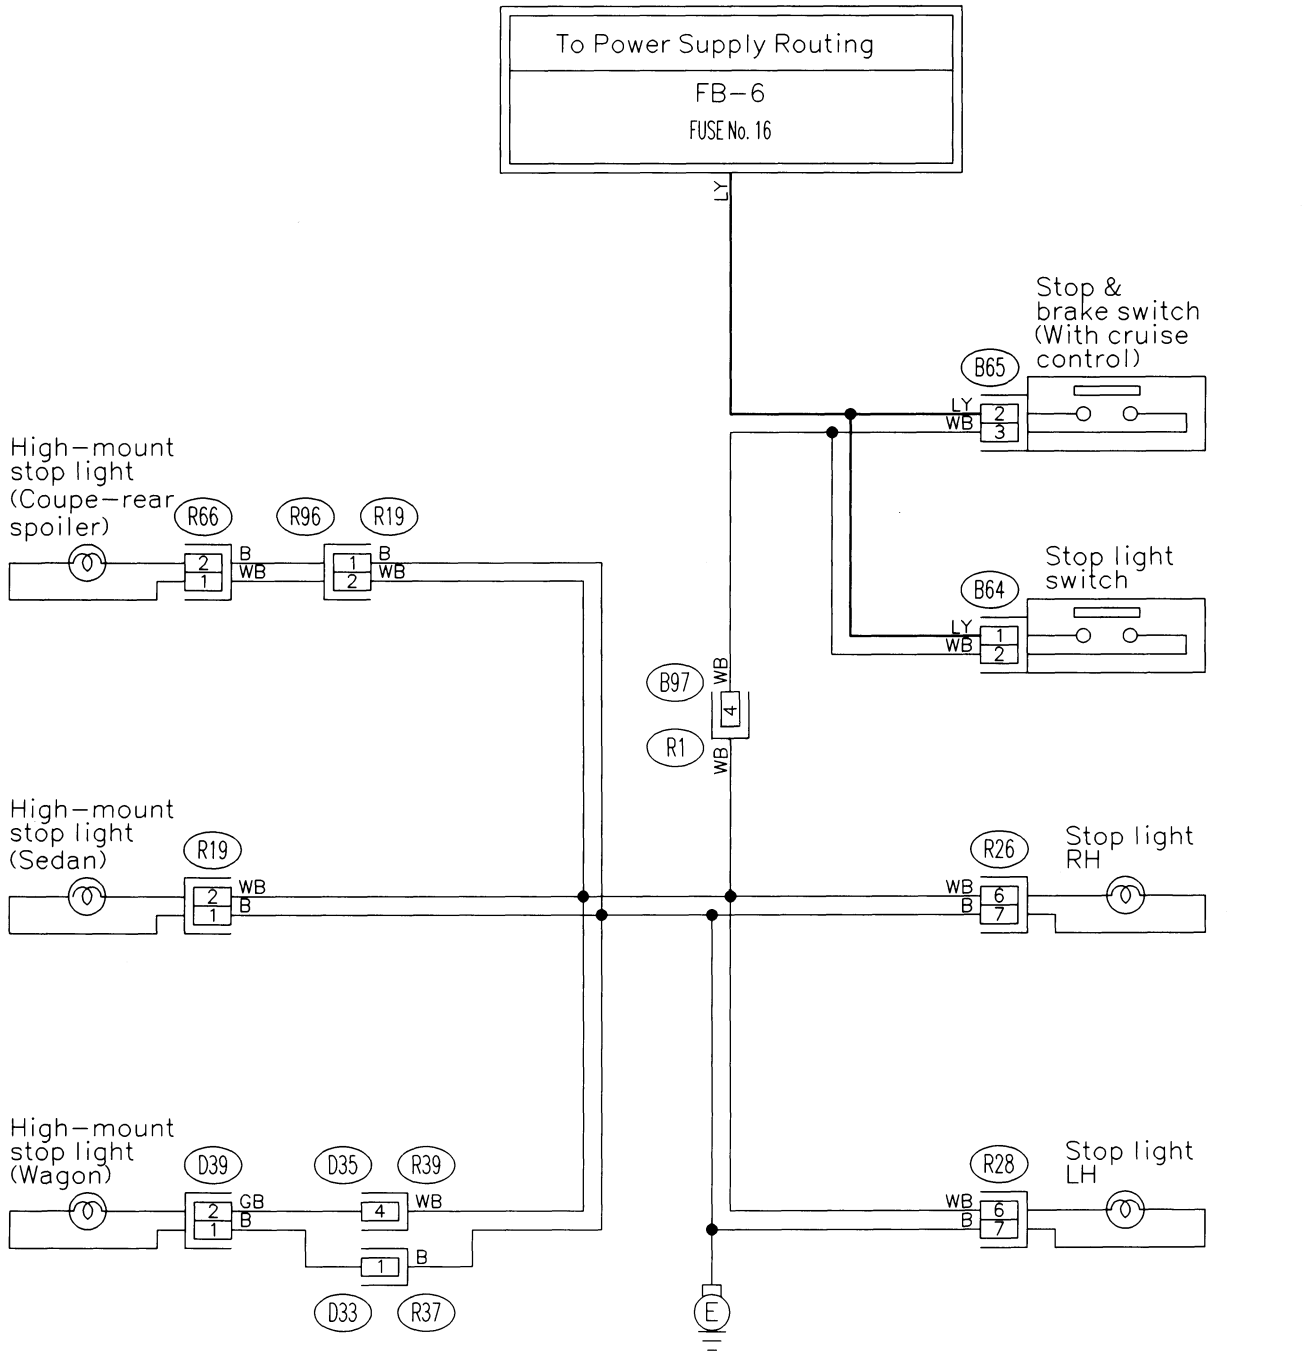 To Power Supply Routing
FB-6
FUSE No. 16
LY
Stop &
brake switch
(With cruise
control)
B65
LY
2
WB
3
High-mount
stop light
(Coupe-rear
spoiler)
R66
R96
R19
2
B
1
B
1
WB
2
WB
Stop light
switch
B64
LY
1
WB
2
B97
WB
4
R1
WB
High-mount
stop light
(Sedan)
R19
2
WB
1
B
Stop light
RH
R26
WB
6
B
7
High-mount
stop light
(Wagon)
D39
D35
R39
2
GB
4
WB
1
B
1
B
D33
R37
Stop light
LH
R28
WB
6
B
7
E